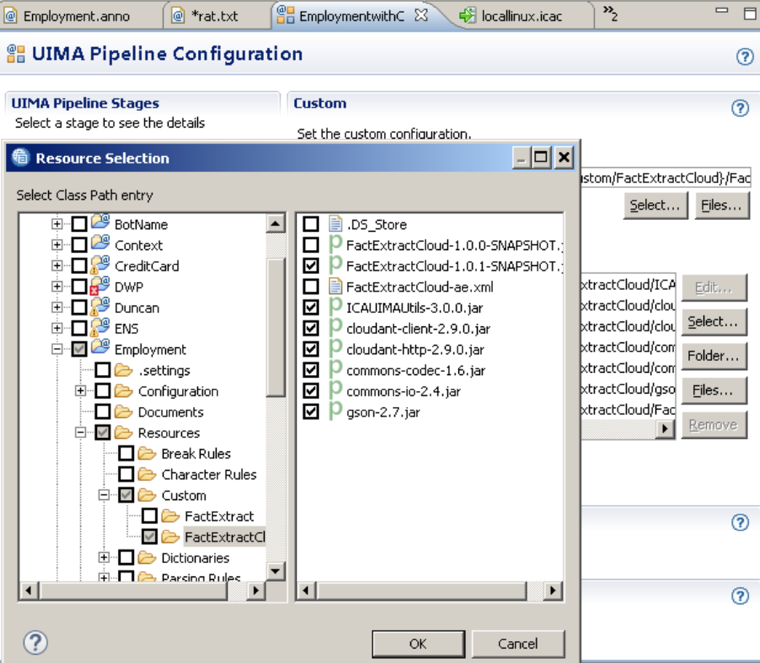 Employment.anno
*rat.txt
EmploymentwithC
locallinux.icac
»2
UIMA Pipeline Configuration
UIMA Pipeline Stages
Select a stage to see the details
Custom
Set the custom configuration.
Resource Selection
Select Class Path entry
BotName
Context
CreditCard
DWP
Duncan
ENS
Employment
.settings
Configuration
Documents
Resources
Break Rules
Character Rules
Custom
FactExtract
FactExtractCl
Dictionaries
Parsing Rules
.DS_Store
FactExtractCloud-1.0.0-SNAPSHOT.j
FactExtractCloud-1.0.1-SNAPSHOT.j
FactExtractCloud-ae.xml
ICAUIMAUtils-3.0.0.jar
cloudant-client-2.9.0.jar
cloudant-http-2.9.0.jar
commons-codec-1.6.jar
commons-io-2.4.jar
gson-2.7.jar
OK
Cancel
stom/FactExtractCloud}/Fac
Select...
Files...
xtractCloud/ICA
xtractCloud/clou
xtractCloud/clou
xtractCloud/com
xtractCloud/com
xtractCloud/gso
xtractCloud/Fac
Edit...
Select...
Folder...
Files...
Remove